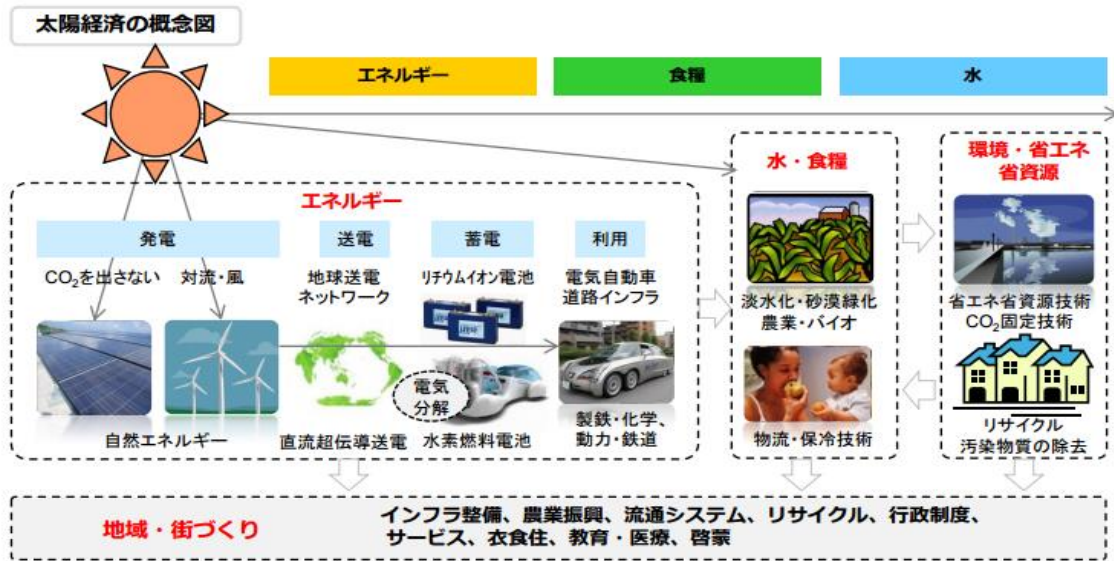 太陽経済の概念図
エネルギー
食糧
水
水・食糧
環境・省エネ
省資源
エネルギー
発電
送電
蓄電
利用
CO₂を出さない
対流・風
地球送電
ネットワーク
リチウムイオン電池
電気自動車
道路インフラ
淡水化・砂漠緑化
農業・バイオ
省エネ省資源技術
CO₂固定技術
電気
分解
自然エネルギー
直流超伝導送電
水素燃料電池
製鉄・化学、
動力・鉄道
物流・保冷技術
リサイクル
汚染物質の除去
地域・街づくり
インフラ整備、農業振興、流通システム、リサイクル、行政制度、
サービス、衣食住、教育・医療、啓蒙